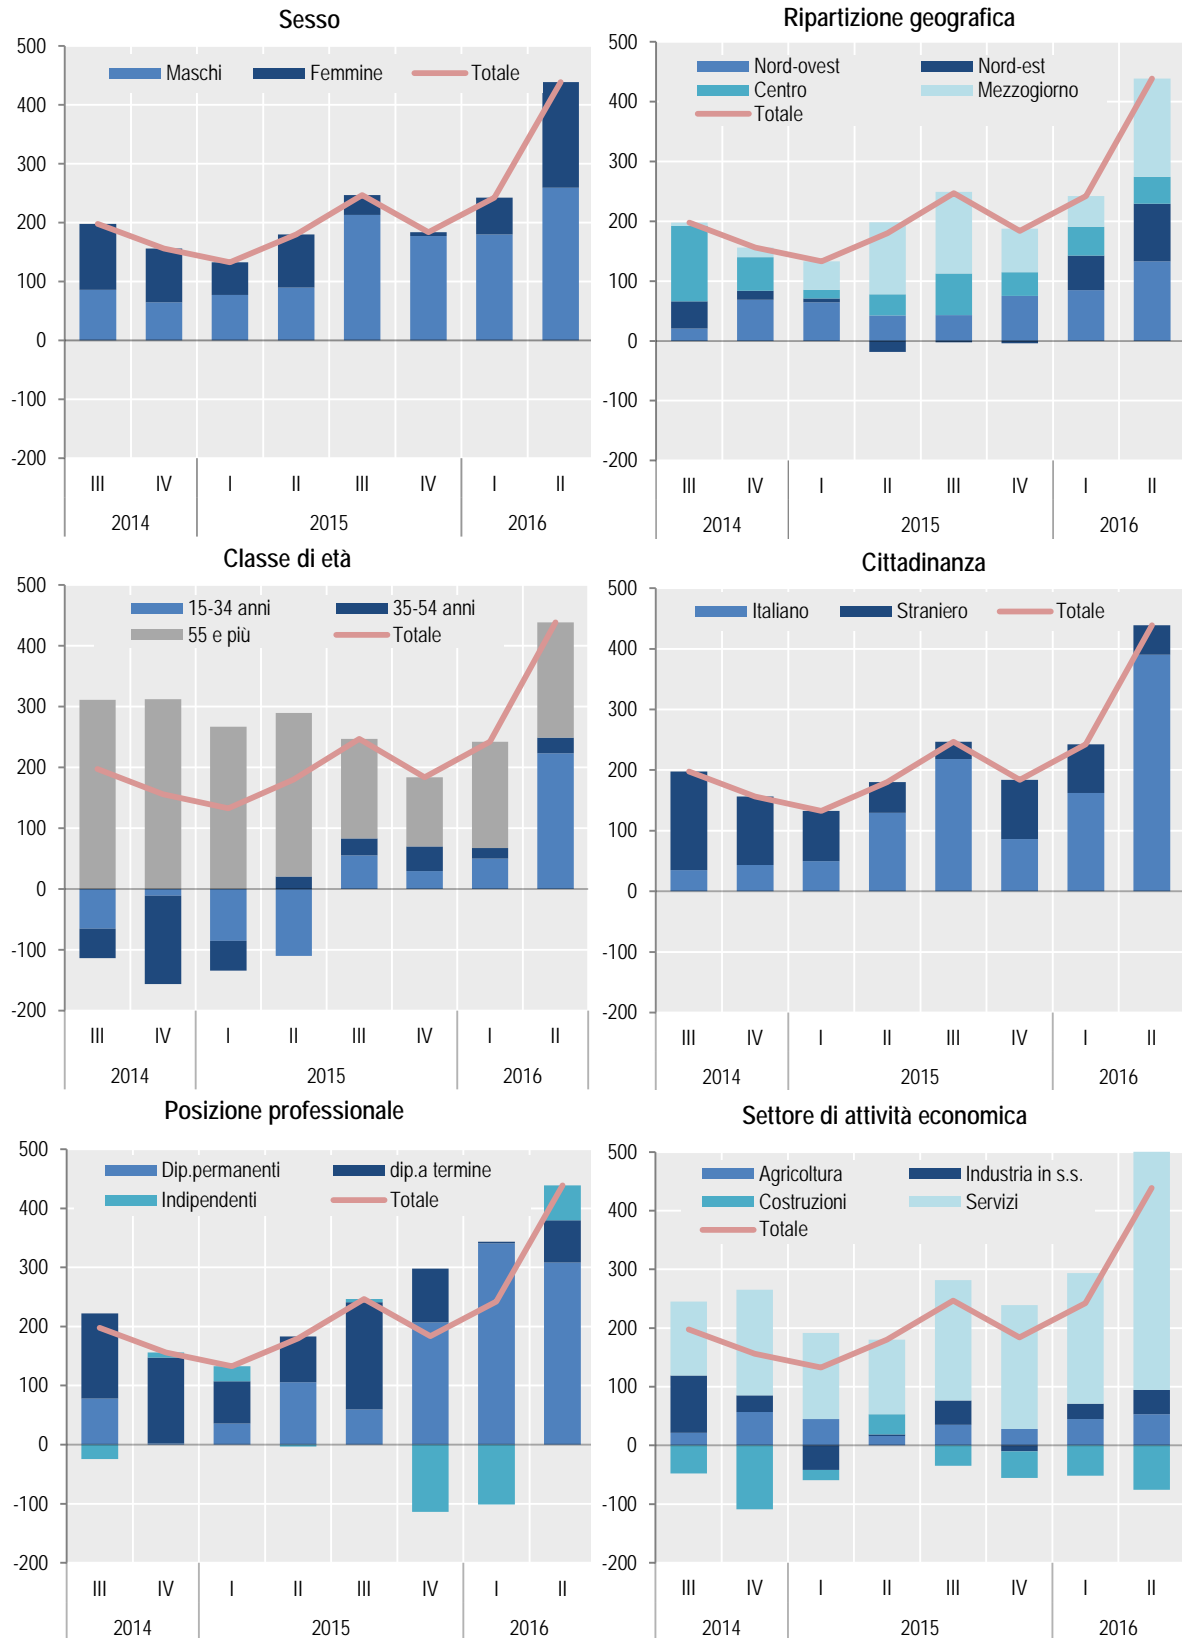 Sesso
500
400
300
200
100
0
-100
-200
Maschi Femmine Totale
III IV I II III IV I II
2014 2015 2016
Ripartizione geografica
500
400
300
200
100
0
-100
-200
Nord-ovest Nord-est
Centro Mezzogiorno
Totale
III IV I II III IV I II
2014 2015 2016
Classe di età
500
400
300
200
100
0
-100
-200
15-34 anni 35-54 anni
55 e più Totale
III IV I II III IV I II
2014 2015 2016
Cittadinanza
500
400
300
200
100
0
-100
-200
Italiano Straniero Totale
III IV I II III IV I II
2014 2015 2016
Posizione professionale
500
400
300
200
100
0
-100
-200
Dip.permanenti dip.a termine
Indipendenti Totale
III IV I II III IV I II
2014 2015 2016
Settore di attività economica
500
400
300
200
100
0
-100
-200
Agricoltura Industria in s.s.
Costruzioni Servizi
Totale
III IV I II III IV I II
2014 2015 2016